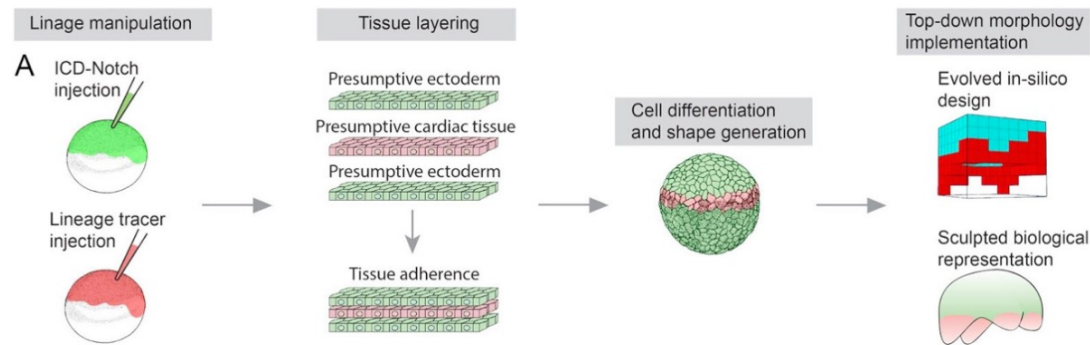 Linage manipulation
Tissue layering
Top-down morphology
implementation
A
ICD-Notch
injection
Lineage tracer
injection
Presumptive ectoderm
Presumptive cardiac tissue
Presumptive ectoderm
Tissue adherence
Cell differentiation
and shape generation
Evolved in-silico
design
Sculpted biological
representation